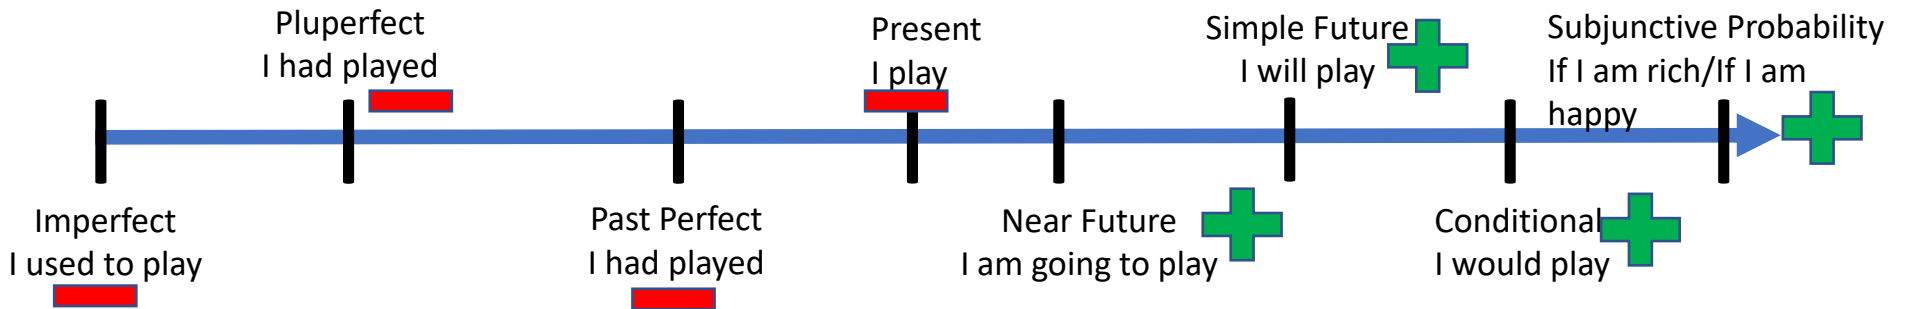 Pluperfect
I had played
Present
I play
Simple Future
I will play
Subjunctive Probability
If I am rich/If I am
happy
Imperfect
I used to play
Past Perfect
I had played
Near Future
I am going to play
Conditional
I would play